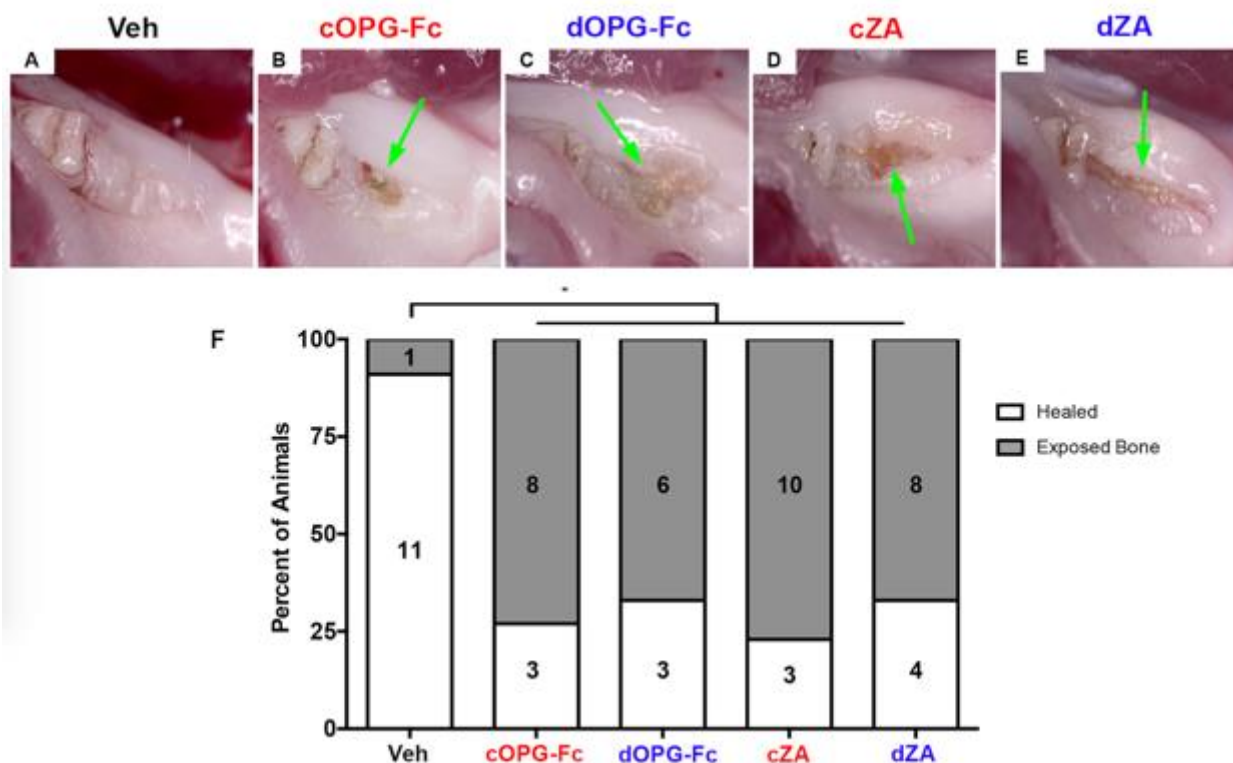 Veh cOPG-Fc dOPG-Fc cZA dZA
A B C D E
F
100
75
50
25
0
Percent of Animals
1
11
8
3
6
3
10
3
8
4
Healed
Exposed Bone
Veh cOPG-Fc dOPG-Fc cZA dZA